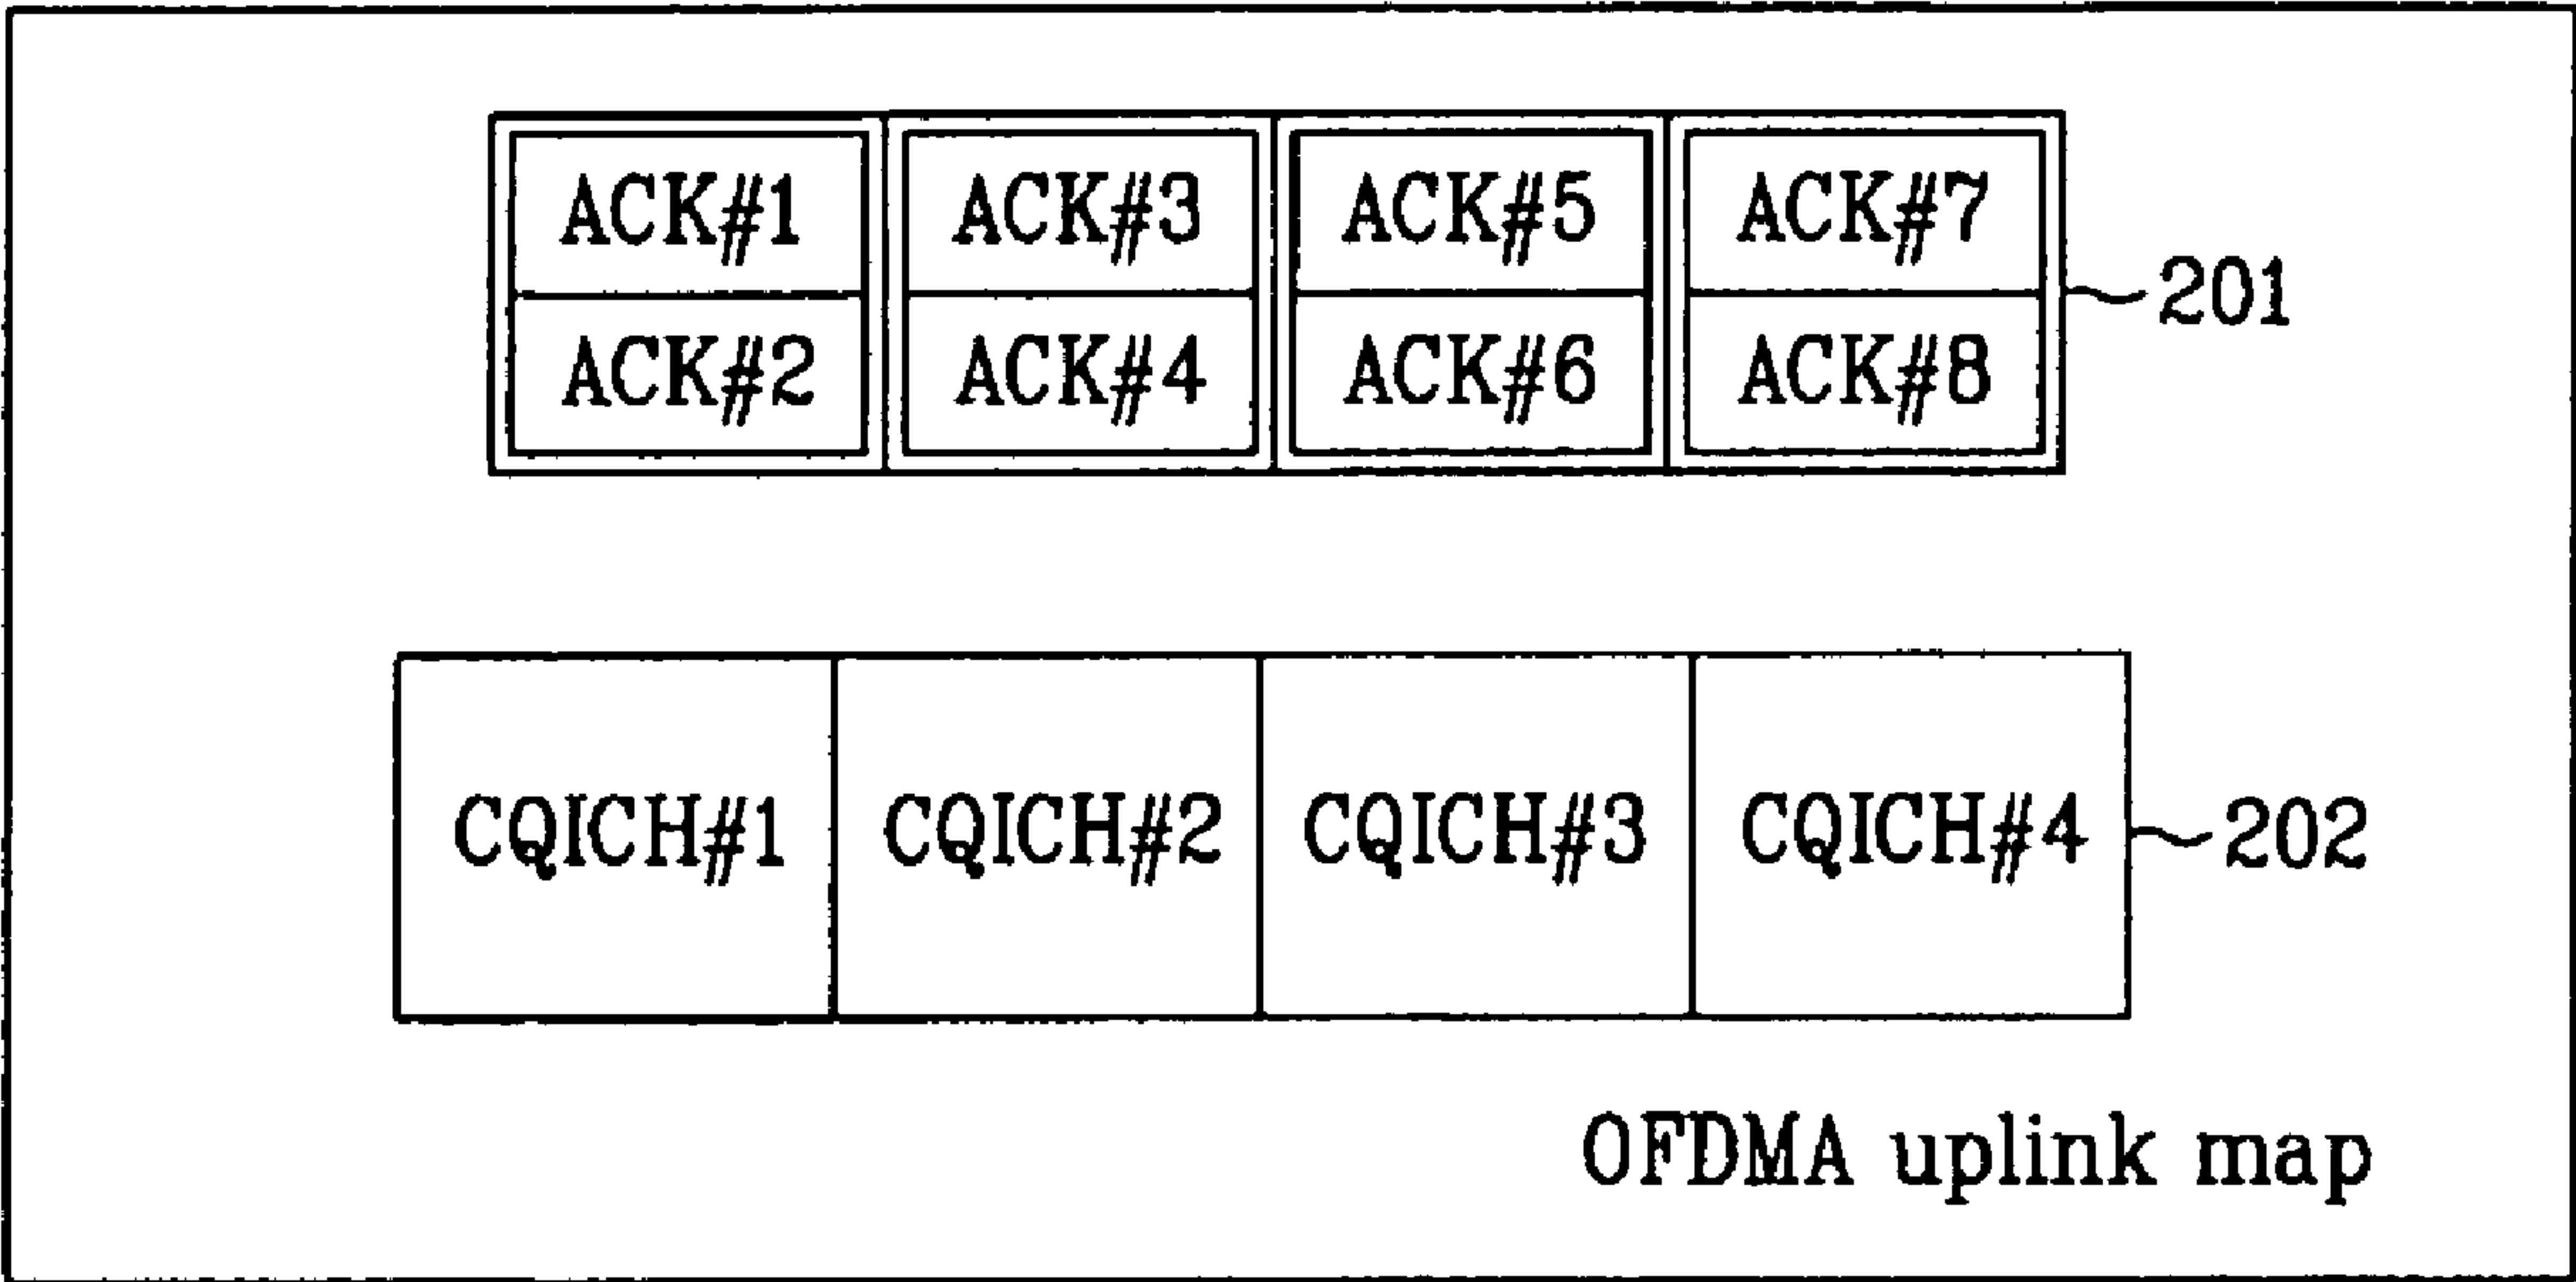 ACK#1 ACK#3 ACK#5 ACK#7
201
ACK#2 ACK#4 ACK#6 ACK#8
CQICH#1 CQICH#2 CQICH#3 CQICH#4 202
OFDMA uplink map